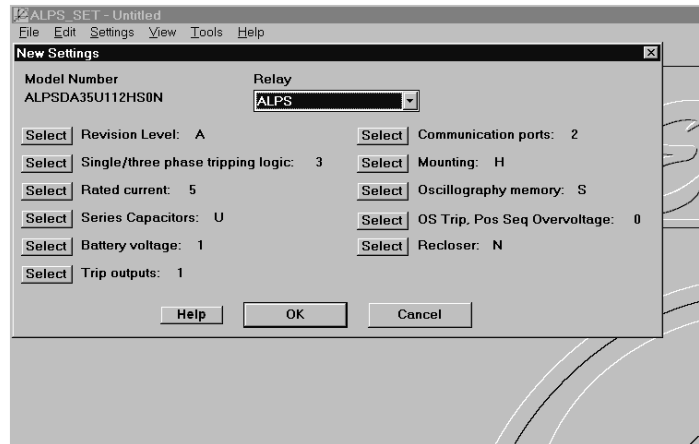 ALPS_SET - Untitled
File Edit Settings View Tools Help
New Settings
Model Number Relay
ALPSDA35U112HS0N ALPS
Select Revision Level: A Select Communication ports: 2
Select Single/three phase tripping logic: 3 Select Mounting: H
Select Rated current: 5 Select Oscillography memory: S
Select Series Capacitors: U Select OS Trip, Pos Seq Overvoltage: 0
Select Battery voltage: 1 Select Recloser: N
Select Trip outputs: 1
Help OK Cancel